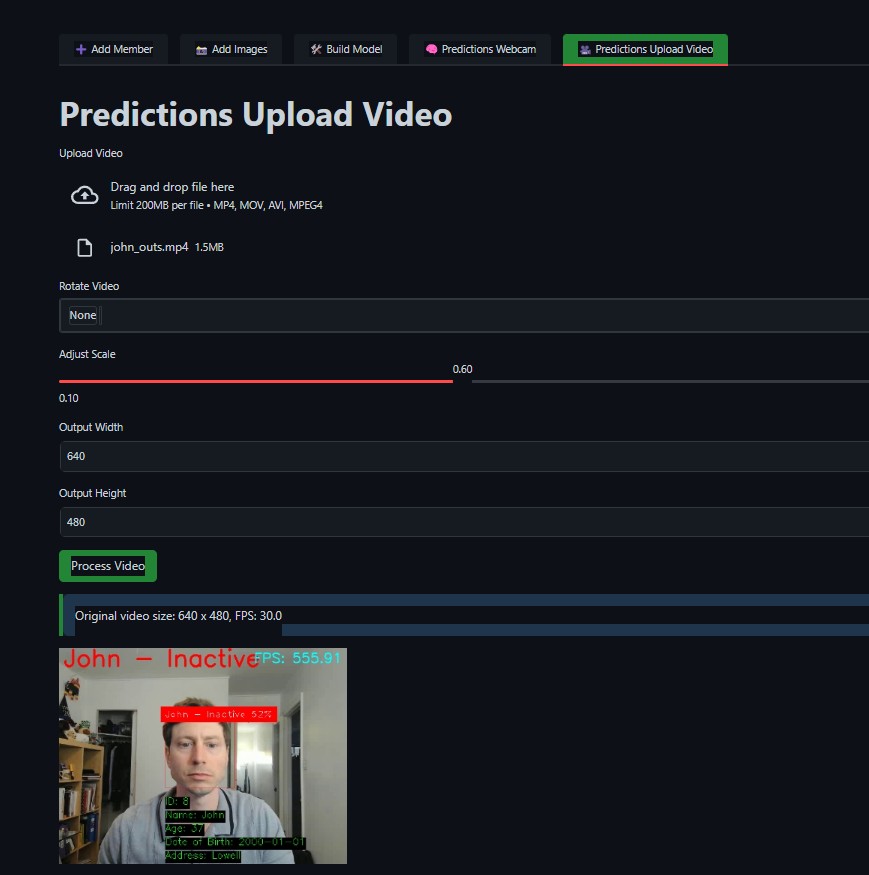 Add Member
Add Images
Build Model
Predictions Webcam
Predictions Upload Video
Predictions Upload Video
Upload Video
Drag and drop file here
Limit 200MB per file • MP4, MOV, AVI, MPEG4
john_outs.mp4 1.5MB
Rotate Video
None
Adjust Scale
0.60
0.10
Output Width
640
Output Height
480
Process Video
Original video size: 640 x 480, FPS: 30.0
John - Inactive
FPS: 555.91
John - Inactive 52%
ID: 8
Name: John
Age: 37
Date of Birth: 2000-01-01
Address: Lowell